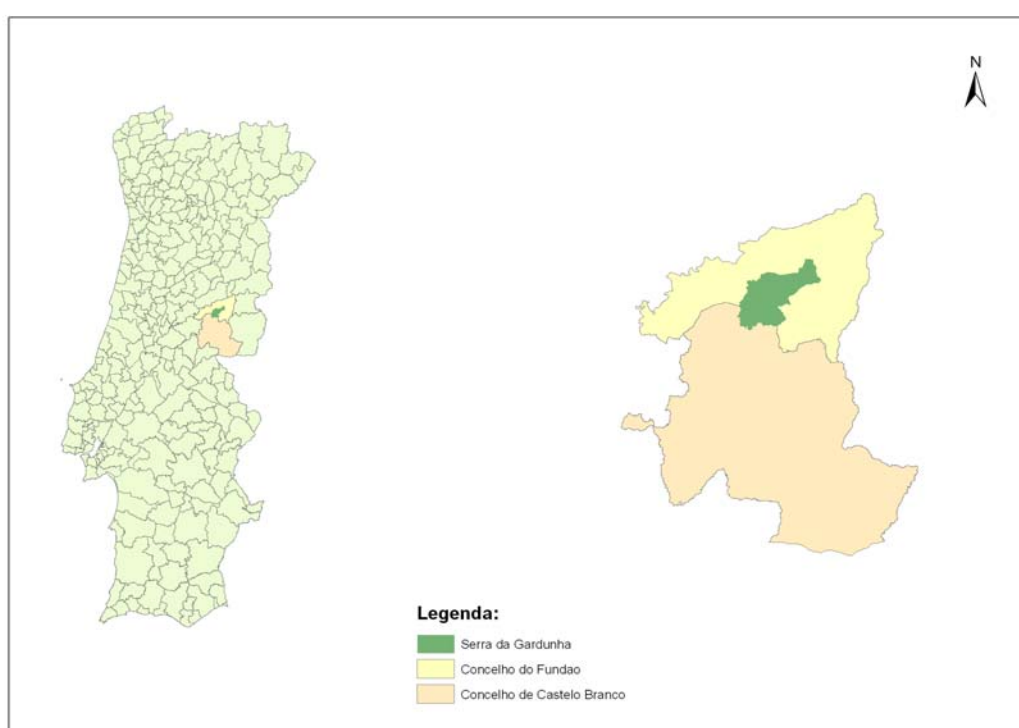 N
Legenda:
Serra da Gardunha
Concelho do Fundao
Concelho de Castelo Branco